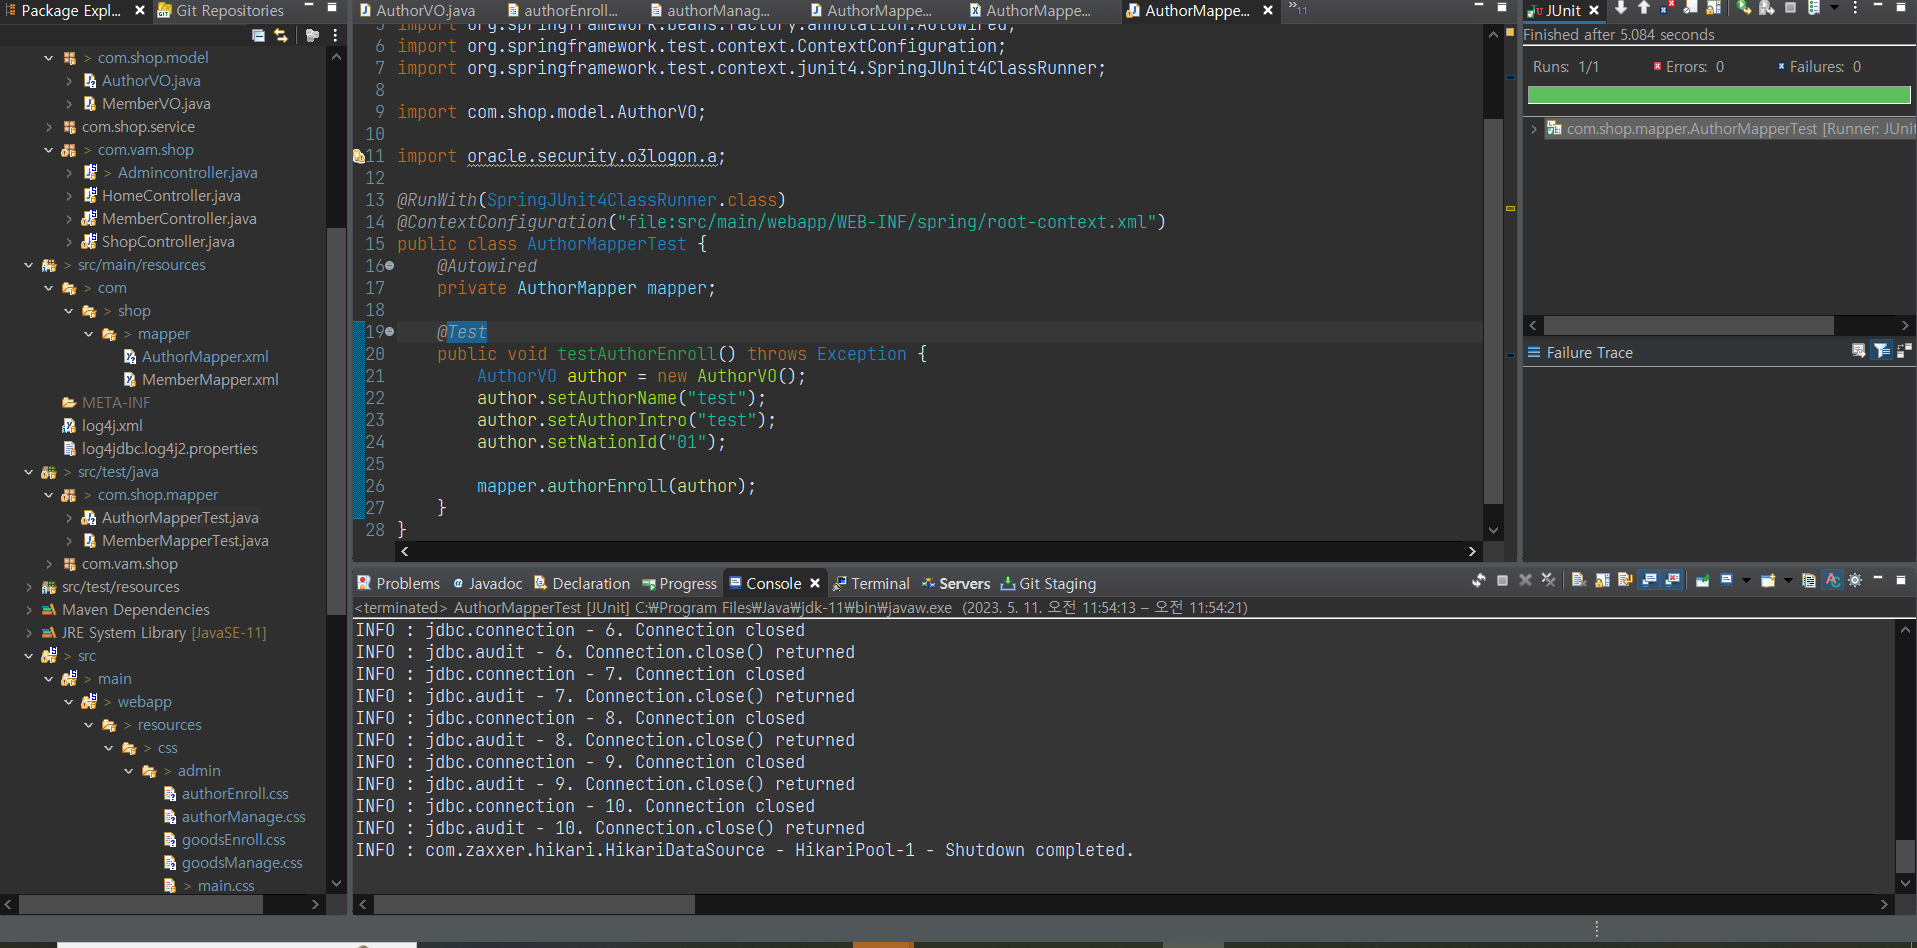 Package Expl...
Git Repositories
com.shop.model
AuthorVO.java
MemberVO.java
com.shop.service
com.vam.shop
Admincontroller.java
HomeController.java
MemberController.java
ShopController.java
src/main/resources
com
shop
mapper
AuthorMapper.xml
MemberMapper.xml
META-INF
log4j.xml
log4jdbc.log4j2.properties
src/test/java
com.shop.mapper
AuthorMapperTest.java
MemberMapperTest.java
com.vam.shop
src/test/resources
Maven Dependencies
JRE System Library [JavaSE-11]
src
main
webapp
resources
css
admin
authorEnroll.css
authorManage.css
goodsEnroll.css
goodsManage.css
main.css
AuthorVO.java
authorEnroll...
authorManag...
AuthorMappe...
AuthorMappe...
AuthorMappe...
»11
5 import org.springframework.beans.factory.annotation.Autowired;
6 import org.springframework.test.context.ContextConfiguration;
7 import org.springframework.test.context.junit4.SpringJUnit4ClassRunner;
8
9 import com.shop.model.AuthorVO;
10
11 import oracle.security.o3logon.a;
12
13 @RunWith(SpringJUnit4ClassRunner.class)
14 @ContextConfiguration("file:src/main/webapp/WEB-INF/spring/root-context.xml")
15 public class AuthorMapperTest {
16 @Autowired
17 private AuthorMapper mapper;
18
19 @Test
20 public void testAuthorEnroll() throws Exception {
21 AuthorVO author = new AuthorVO();
22 author.setAuthorName("test");
23 author.setAuthorIntro("test");
24 author.setNationId("01");
25
26 mapper.authorEnroll(author);
27 }
28 }
JUnit
Finished after 5.084 seconds
Runs: 1/1 Errors: 0 Failures: 0
com.shop.mapper.AuthorMapperTest [Runner: JUnit
Failure Trace
Problems
Javadoc
Declaration
Progress
Console
Terminal
Servers
Git Staging
<terminated> AuthorMapperTest [JUnit] C:₩Program Files₩Java₩jdk-11₩bin₩javaw.exe (2023. 5. 11. 오전 11:54:13 – 오전 11:54:21)
INFO : jdbc.connection - 6. Connection closed
INFO : jdbc.audit - 6. Connection.close() returned
INFO : jdbc.connection - 7. Connection closed
INFO : jdbc.audit - 7. Connection.close() returned
INFO : jdbc.connection - 8. Connection closed
INFO : jdbc.audit - 8. Connection.close() returned
INFO : jdbc.connection - 9. Connection closed
INFO : jdbc.audit - 9. Connection.close() returned
INFO : jdbc.connection - 10. Connection closed
INFO : jdbc.audit - 10. Connection.close() returned
INFO : com.zaxxer.hikari.HikariDataSource - HikariPool-1 - Shutdown completed.